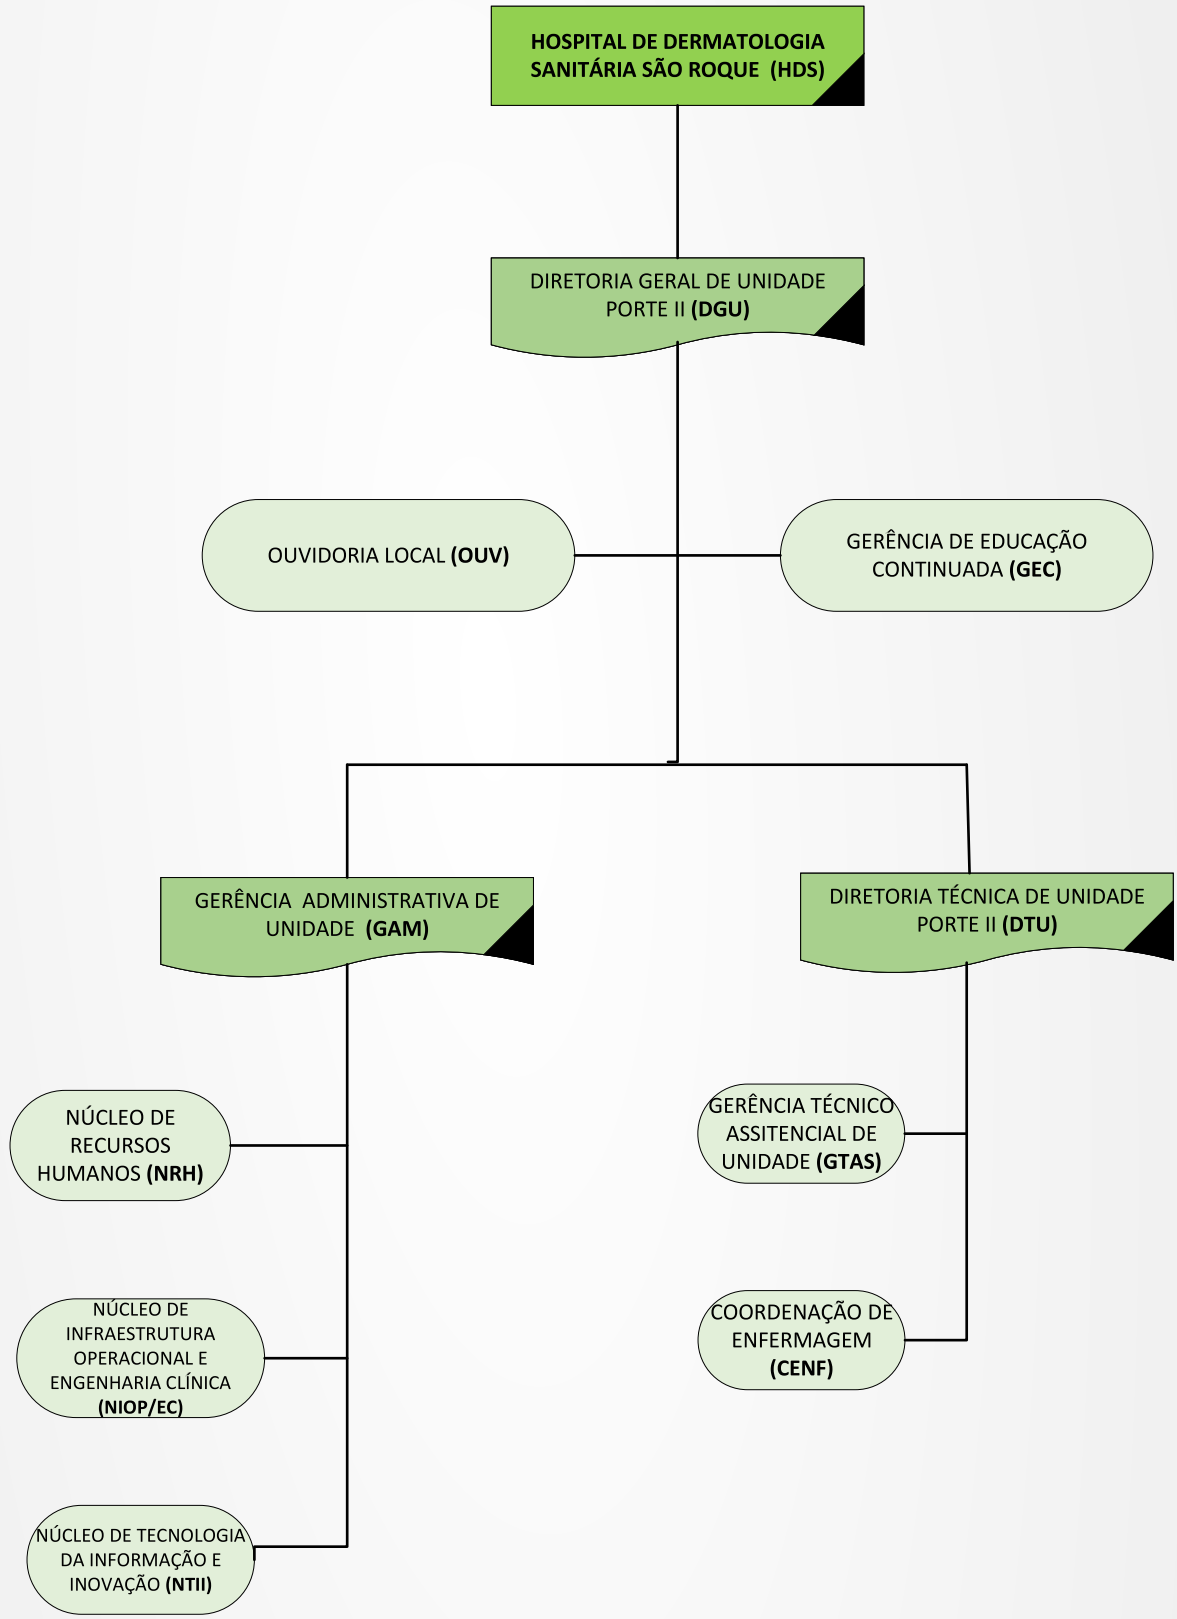 HOSPITAL DE DERMATOLOGIA
SANITÁRIA SÃO ROQUE (HDS)
DIRETORIA GERAL DE UNIDADE
PORTE II (DGU)
OUVIDORIA LOCAL (OUV)
GERÊNCIA DE EDUCAÇÃO
CONTINUADA (GEC)
GERÊNCIA ADMINISTRATIVA DE
UNIDADE (GAM)
DIRETORIA TÉCNICA DE UNIDADE
PORTE II (DTU)
NÚCLEO DE
RECURSOS
HUMANOS (NRH)
GERÊNCIA TÉCNICO
ASSITENCIAL DE
UNIDADE (GTAS)
NÚCLEO DE
INFRAESTRUTURA
OPERACIONAL E
ENGENHARIA CLÍNICA
(NIOP/EC)
COORDENAÇÃO DE
ENFERMAGEM
(CENF)
NÚCLEO DE TECNOLOGIA
DA INFORMAÇÃO E
INOVAÇÃO (NTII)